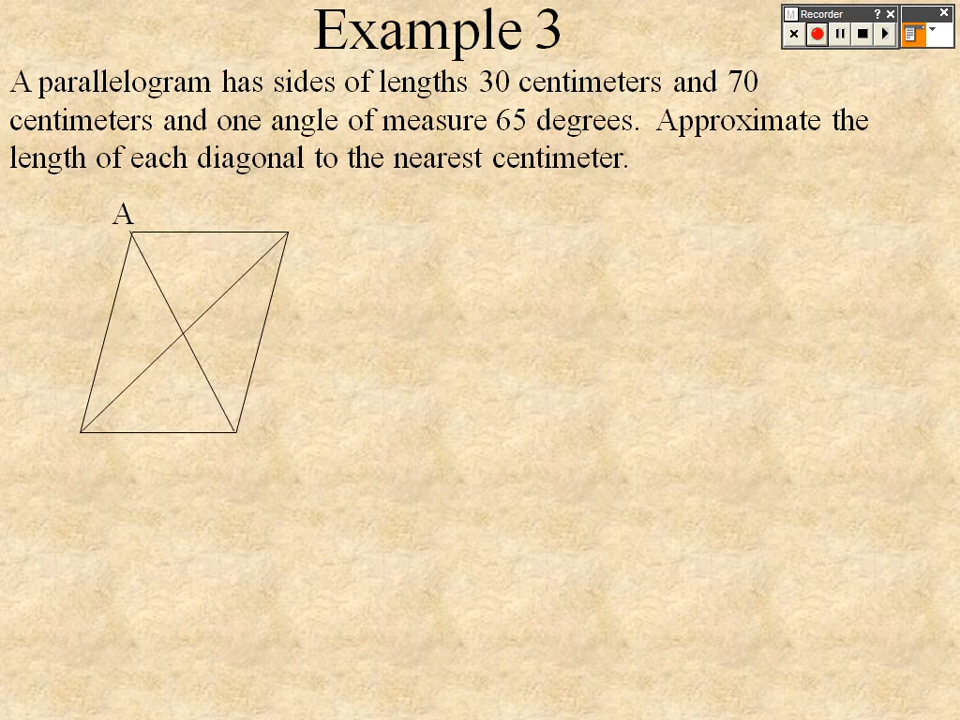 Example 3
Recorder
A parallelogram has sides of lengths 30 centimeters and 70
centimeters and one angle of measure 65 degrees.  Approximate the
length of each diagonal to the nearest centimeter.
A